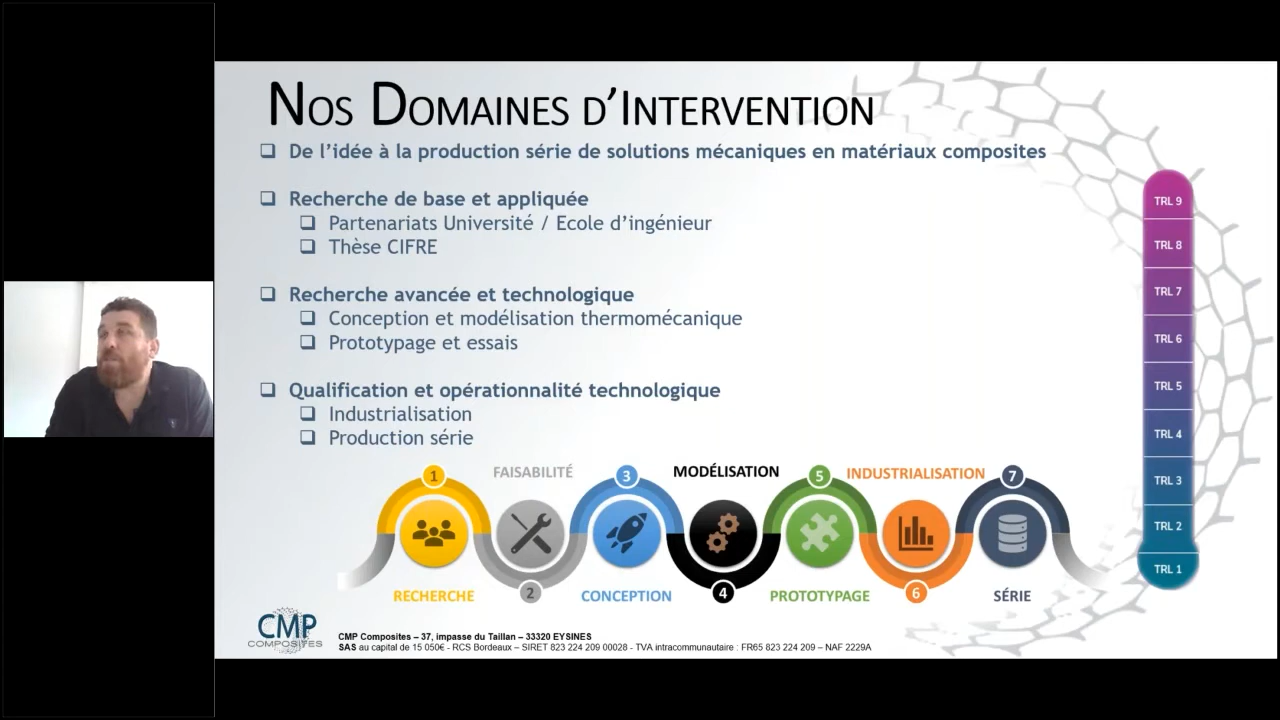 Nos Domaines d’Intervention
❑ De l’idée à la production série de solutions mécaniques en matériaux composites
❑ Recherche de base et appliquée
❑ Partenariats Université / Ecole d’ingénieur
❑ Thèse CIFRE
❑ Recherche avancée et technologique
❑ Conception et modélisation thermomécanique
❑ Prototypage et essais
❑ Qualification et opérationnalité technologique
❑ Industrialisation
❑ Production série
TRL 9
TRL 8
TRL 7
TRL 6
TRL 5
TRL 4
TRL 3
TRL 2
TRL 1
1
RECHERCHE
FAISABILITÉ
2
3
CONCEPTION
MODÉLISATION
4
5
PROTOTYPAGE
INDUSTRIALISATION
6
7
SÉRIE
CMP
COMPOSITES
CMP Composites – 37, impasse du Taillan – 33320 EYSINES
SAS au capital de 15 050€ - RCS Bordeaux – SIRET 823 224 209 00028 - TVA intracommunautaire : FR65 823 224 209 – NAF 2229A